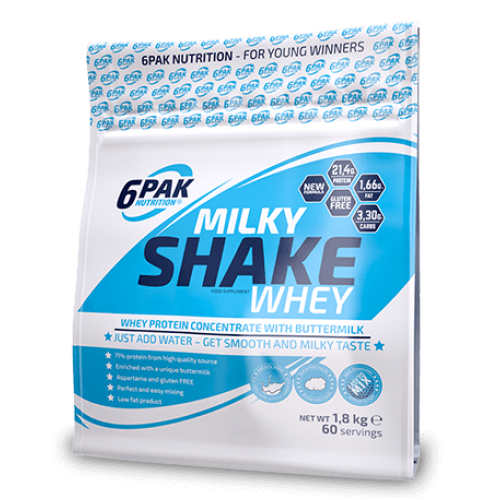 6PAK NUTRITION - FOR YOUNG WINNERS
6PAK
NUTRITION®
NEW
FORMULA
21,4g
PROTEIN
GLUTEN
FREE
1,66g
FAT
3,30g
CARBS
MILKY
SHAKE
FOOD SUPPLEMENT
WHEY
WHEY PROTEIN CONCENTRATE WITH BUTTERMILK
JUST ADD WATER – GET SMOOTH AND MILKY TASTE
71% protein from high quality source
Enriched with a unique buttermilk
Aspartame and gluten FREE
Perfect and easy mixing
Low fat product
NET WT 1,8 kg ℮
60 servings